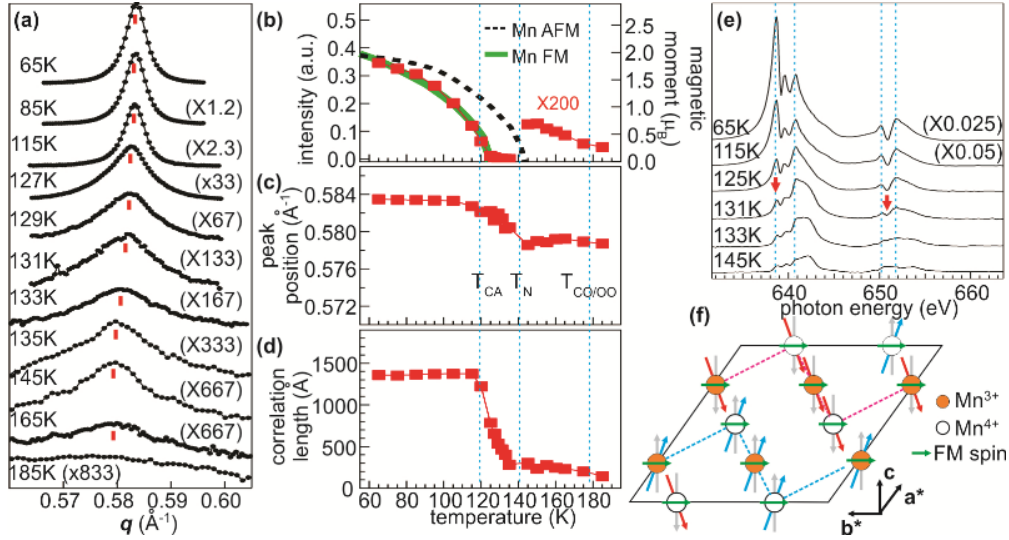 (a)
65K
85K
(X1.2)
115K
(X2.3)
127K
(x33)
129K
(X67)
131K
(X133)
133K
(X167)
135K
(X333)
145K
(X667)
165K
(X667)
185K (x833)
0.57 0.58 0.59 0.60
q (Å⁻¹)
(b)
Mn AFM
Mn FM
X200
intensity (a.u.)
0.4
0.3
0.2
0.1
0.0
2.5
2.0
1.5
1.0
0.5
0.0
magnetic
moment (μB)
(c)
peak
position (Å⁻¹)
0.584
0.580
0.576
0.572
TCA TN TCO/OO
(d)
correlation
length (Å)
1500
1000
500
0
60 80 100 120 140 160 180
temperature (K)
(e)
65K
(X0.025)
115K
(X0.05)
125K
131K
133K
145K
640 650 660
photon energy (eV)
(f)
Mn³⁺
Mn⁴⁺
FM spin
c
a*
b*